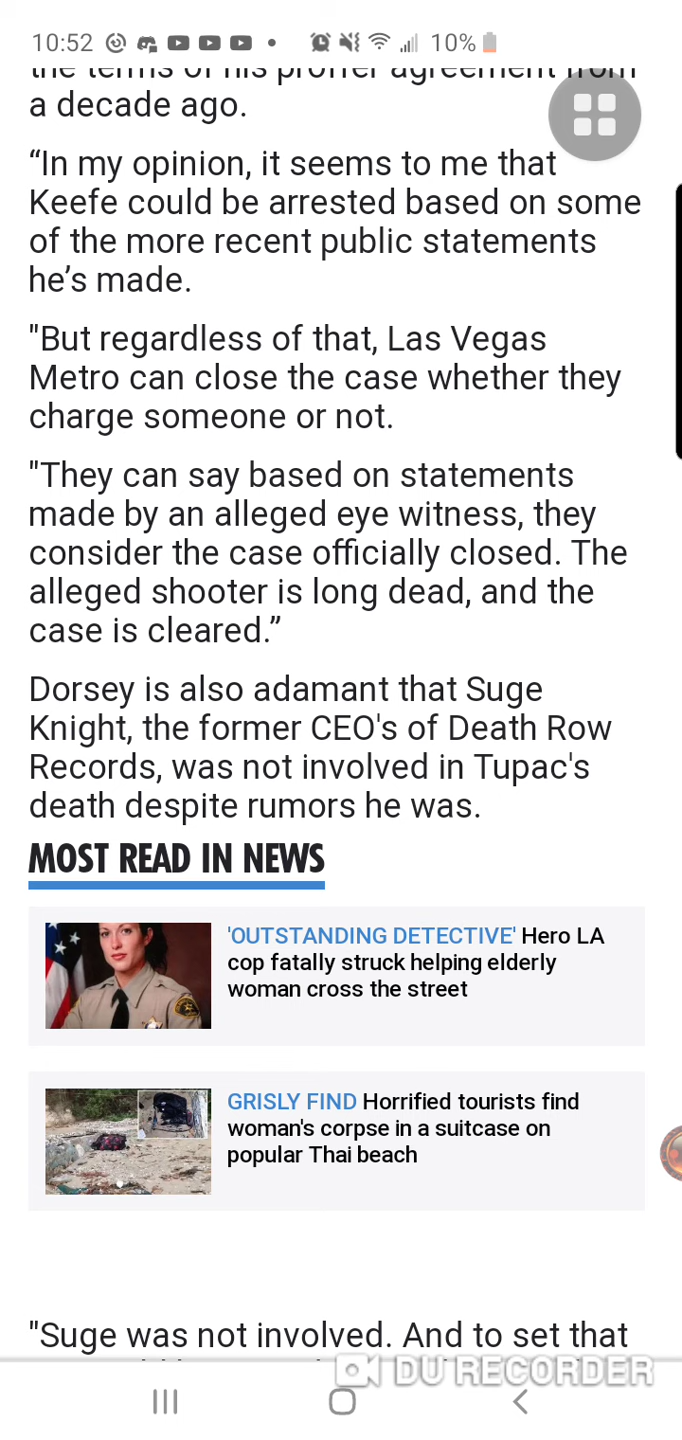 10:52
10%
the terms of his proffer agreement from
a decade ago.
“In my opinion, it seems to me that
Keefe could be arrested based on some
of the more recent public statements
he’s made.
"But regardless of that, Las Vegas
Metro can close the case whether they
charge someone or not.
"They can say based on statements
made by an alleged eye witness, they
consider the case officially closed. The
alleged shooter is long dead, and the
case is cleared.”
Dorsey is also adamant that Suge
Knight, the former CEO's of Death Row
Records, was not involved in Tupac's
death despite rumors he was.
MOST READ IN NEWS
'OUTSTANDING DETECTIVE' Hero LA
cop fatally struck helping elderly
woman cross the street
GRISLY FIND Horrified tourists find
woman's corpse in a suitcase on
popular Thai beach
"Suge was not involved. And to set that
DU RECORDER